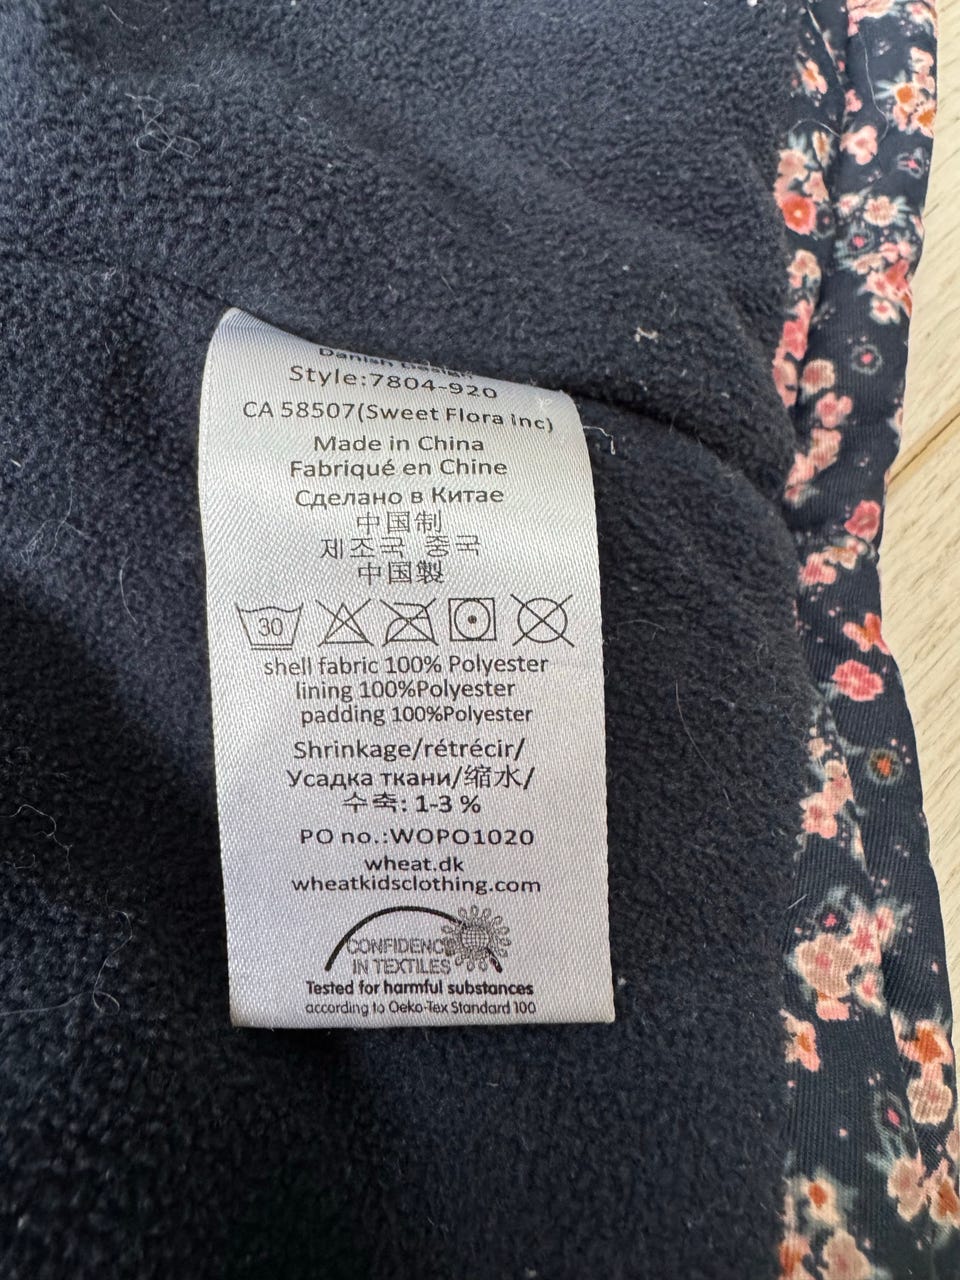 Danish Design
Style:7804-920
CA 58507(Sweet Flora inc)
Made in China
Fabriqué en Chine
Сделано в Китае
中国制
제조국 중국
中国製
30
shell fabric 100% Polyester
lining 100%Polyester
padding 100%Polyester
Shrinkage/rétrécir/
Усадка ткани/缩水/
수축: 1-3 %
PO no.:WOPO1020
wheat.dk
wheatkidsclothing.com
CONFIDENCE
IN TEXTILES
Tested for harmful substances
according to Oeko-Tex Standard 100